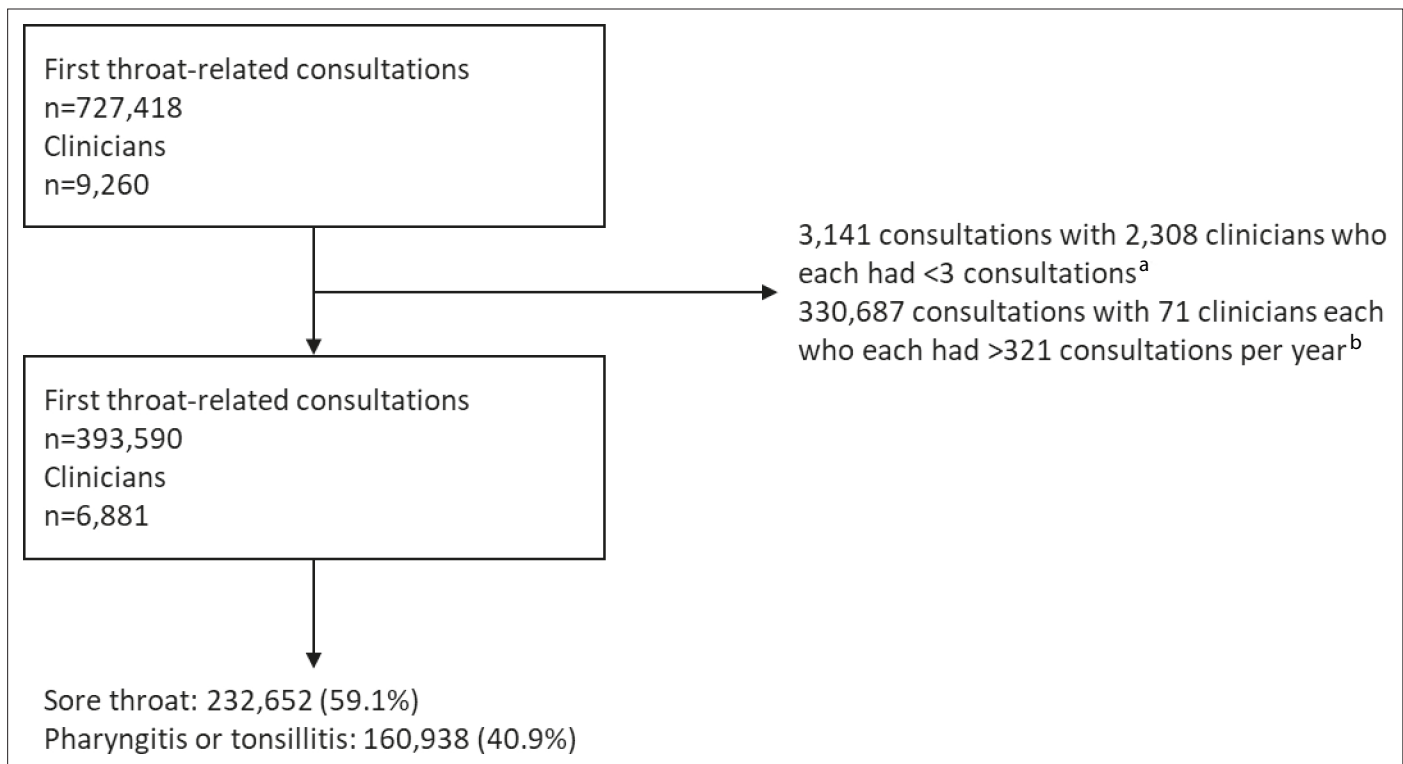 First throat-related consultations
n=727,418
Clinicians
n=9,260
3,141 consultations with 2,308 clinicians who
each had <3 consultationsᵃ
330,687 consultations with 71 clinicians each
who each had >321 consultations per yearᵇ
First throat-related consultations
n=393,590
Clinicians
n=6,881
Sore throat: 232,652 (59.1%)
Pharyngitis or tonsillitis: 160,938 (40.9%)